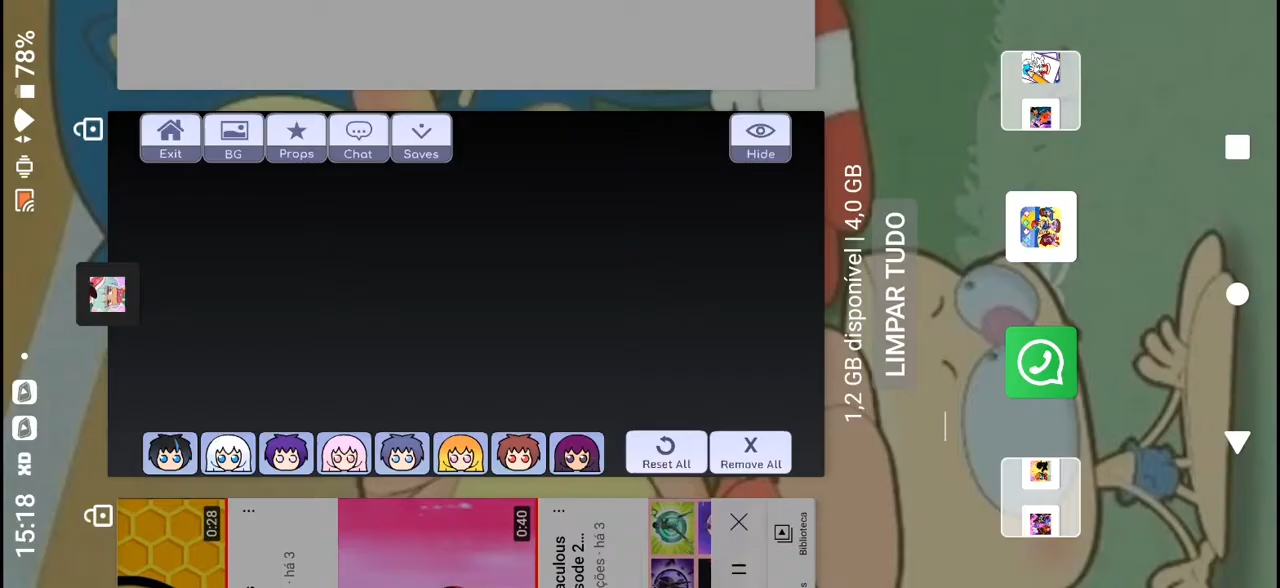 15:18
XD
78%
Exit
BG
Props
Chat
Saves
Hide
Reset All
X
Remove All
1,2 GB disponível | 4,0 GB
LIMPAR TUDO
0:28
há 3
0:40
aculous
sode 2...
ções · há 3
Biblioteca